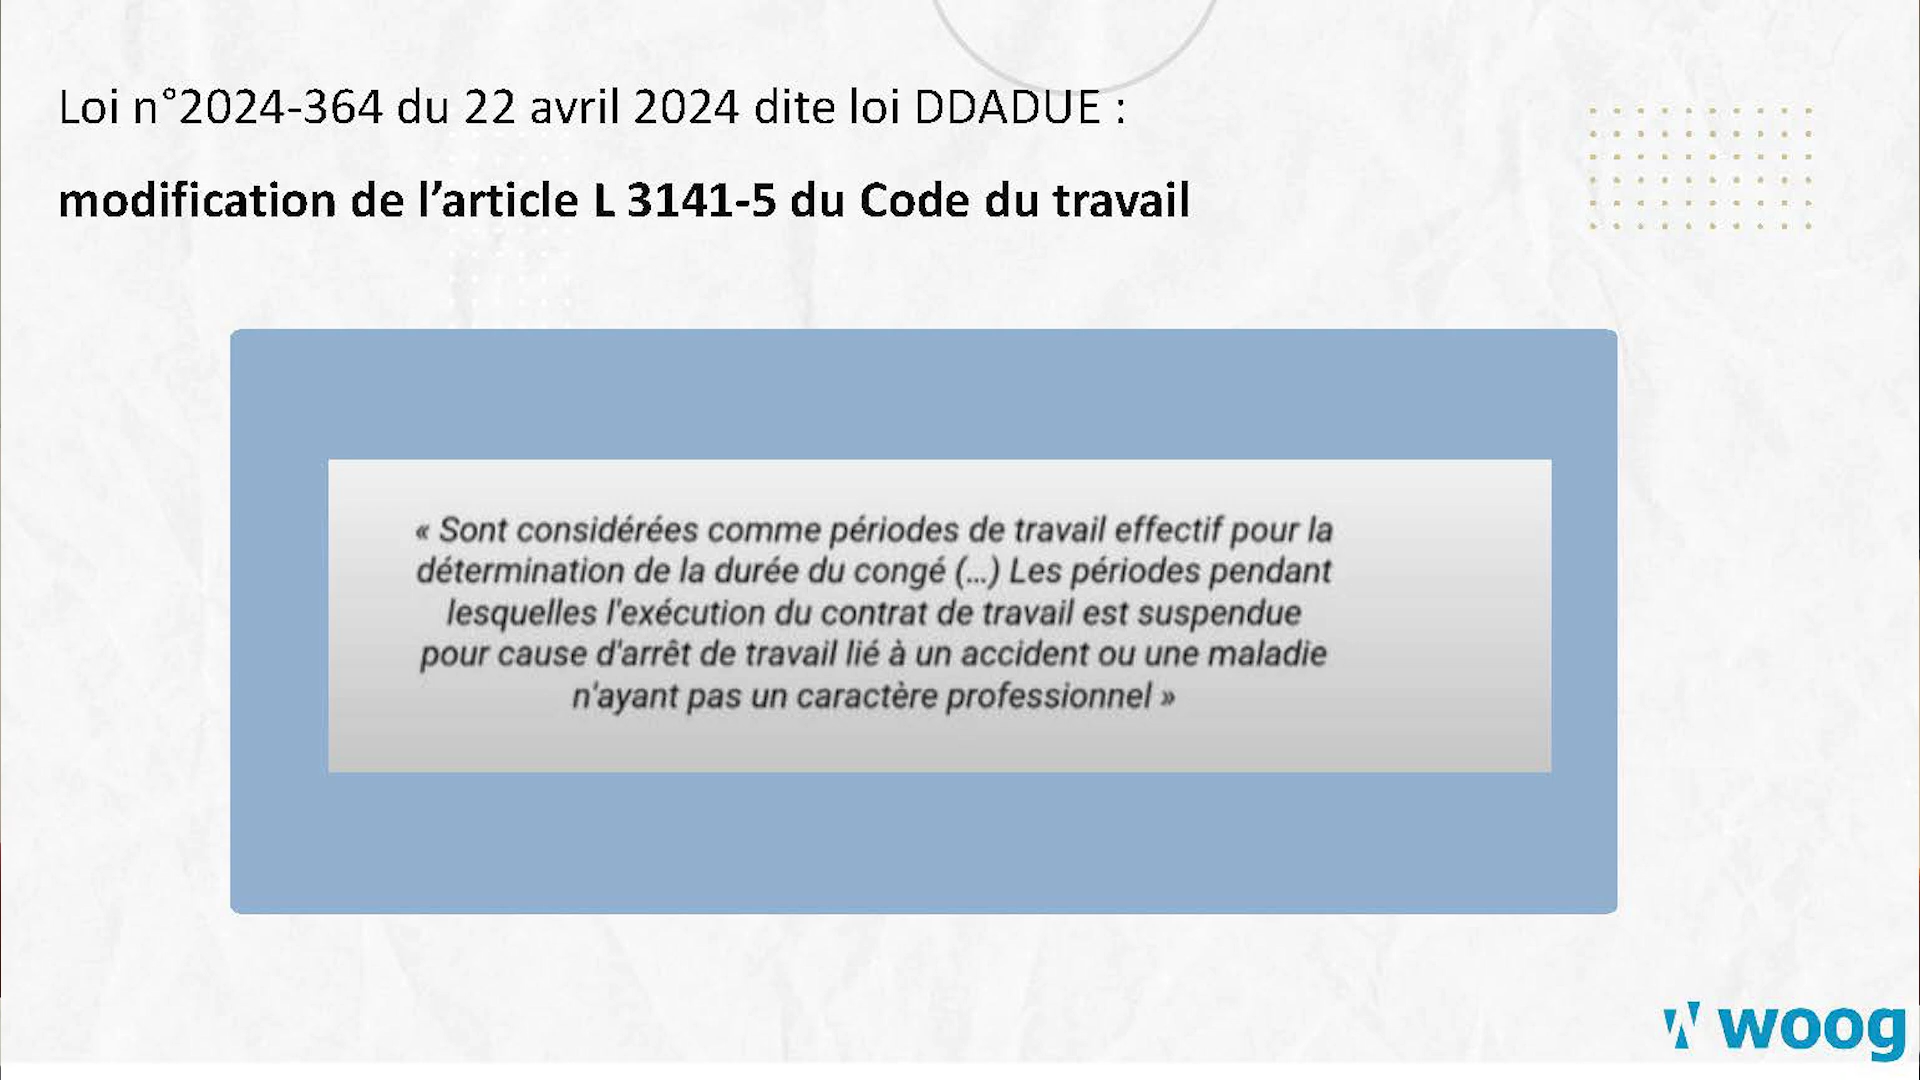 Loi n°2024-364 du 22 avril 2024 dite loi DDADUE :
modification de l’article L 3141-5 du Code du travail
« Sont considérées comme périodes de travail effectif pour la
détermination de la durée du congé (...) Les périodes pendant
lesquelles l'exécution du contrat de travail est suspendue
pour cause d'arrêt de travail lié à un accident ou une maladie
n'ayant pas un caractère professionnel »
woog